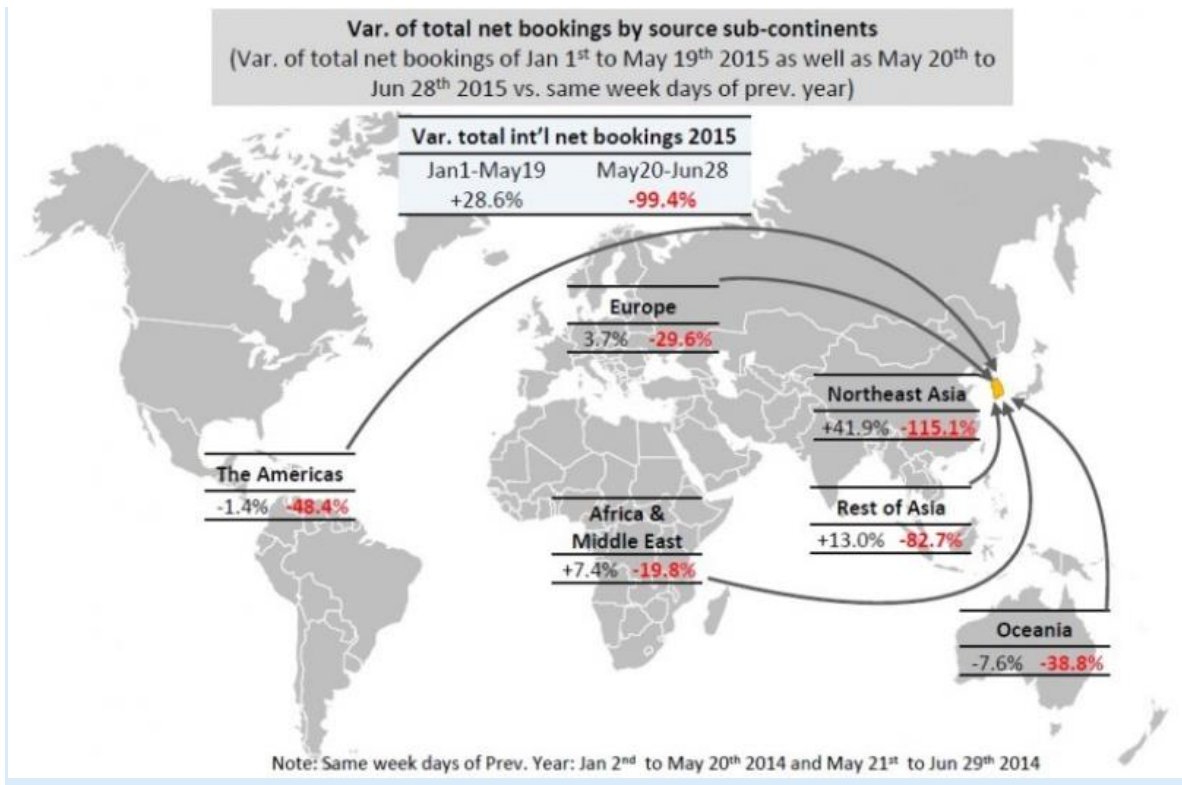 Var. of total net bookings by source sub-continents
(Var. of total net bookings of Jan 1st to May 19th 2015 as well as May 20th to
Jun 28th 2015 vs. same week days of prev. year)
Var. total int'l net bookings 2015
Jan1-May19 May20-Jun28
+28.6% -99.4%
Europe
3.7% -29.6%
Northeast Asia
+41.9% -115.1%
The Americas
-1.4% -48.4%
Africa &
Middle East
+7.4% -19.8%
Rest of Asia
+13.0% -82.7%
Oceania
-7.6% -38.8%
Note: Same week days of Prev. Year: Jan 2nd to May 20th 2014 and May 21st to Jun 29th 2014